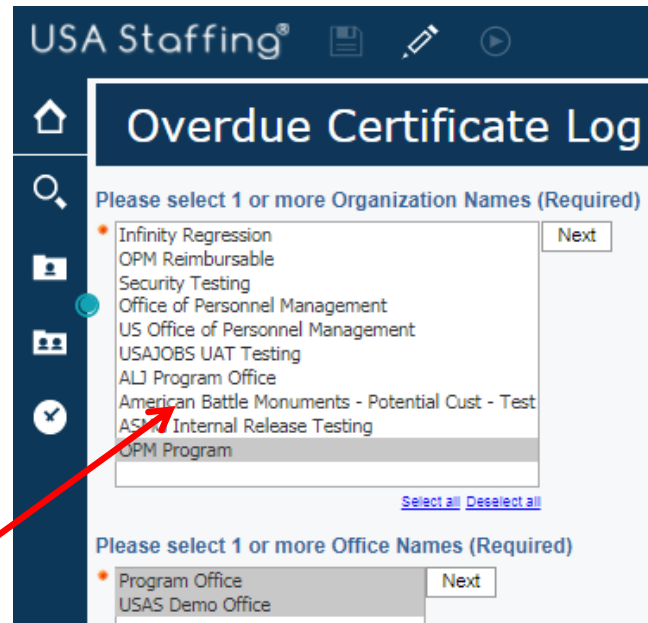 USA Staffing®
Overdue Certificate Log
Please select 1 or more Organization Names (Required)
Infinity Regression
Next
OPM Reimbursable
Security Testing
Office of Personnel Management
US Office of Personnel Management
USAJOBS UAT Testing
ALJ Program Office
American Battle Monuments - Potential Cust - Test
Internal Release Testing
OPM Program
Select all Deselect all
Please select 1 or more Office Names (Required)
Program Office
Next
USAS Demo Office